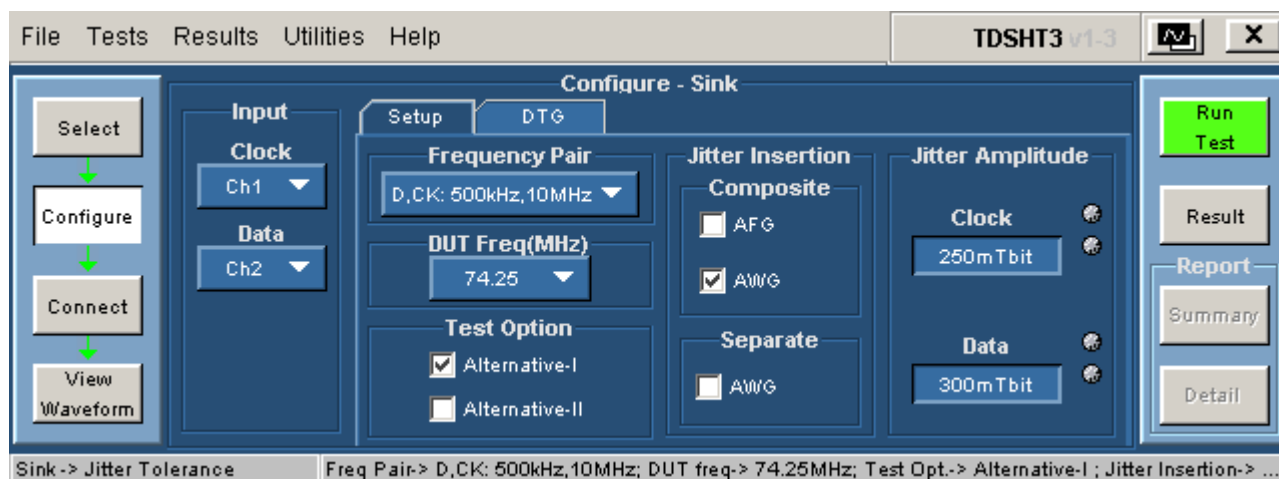 File Tests Results Utilities Help TDSHT3 v1-3
Configure - Sink
Select
Configure
Connect
View
Waveform
Input
Clock
Ch1
Data
Ch2
Setup DTG
Frequency Pair
D,CK: 500kHz,10MHz
DUT Freq(MHz)
74.25
Test Option
Alternative-I
Alternative-II
Jitter Insertion
Composite
AFG
AWG
Separate
AWG
Jitter Amplitude
Clock
250mTbit
Data
300mTbit
Run
Test
Result
Report
Summary
Detail
Sink -> Jitter Tolerance Freq Pair-> D,CK: 500kHz,10MHz; DUT freq-> 74.25MHz; Test Opt.-> Alternative-I ; Jitter Insertion-> ...